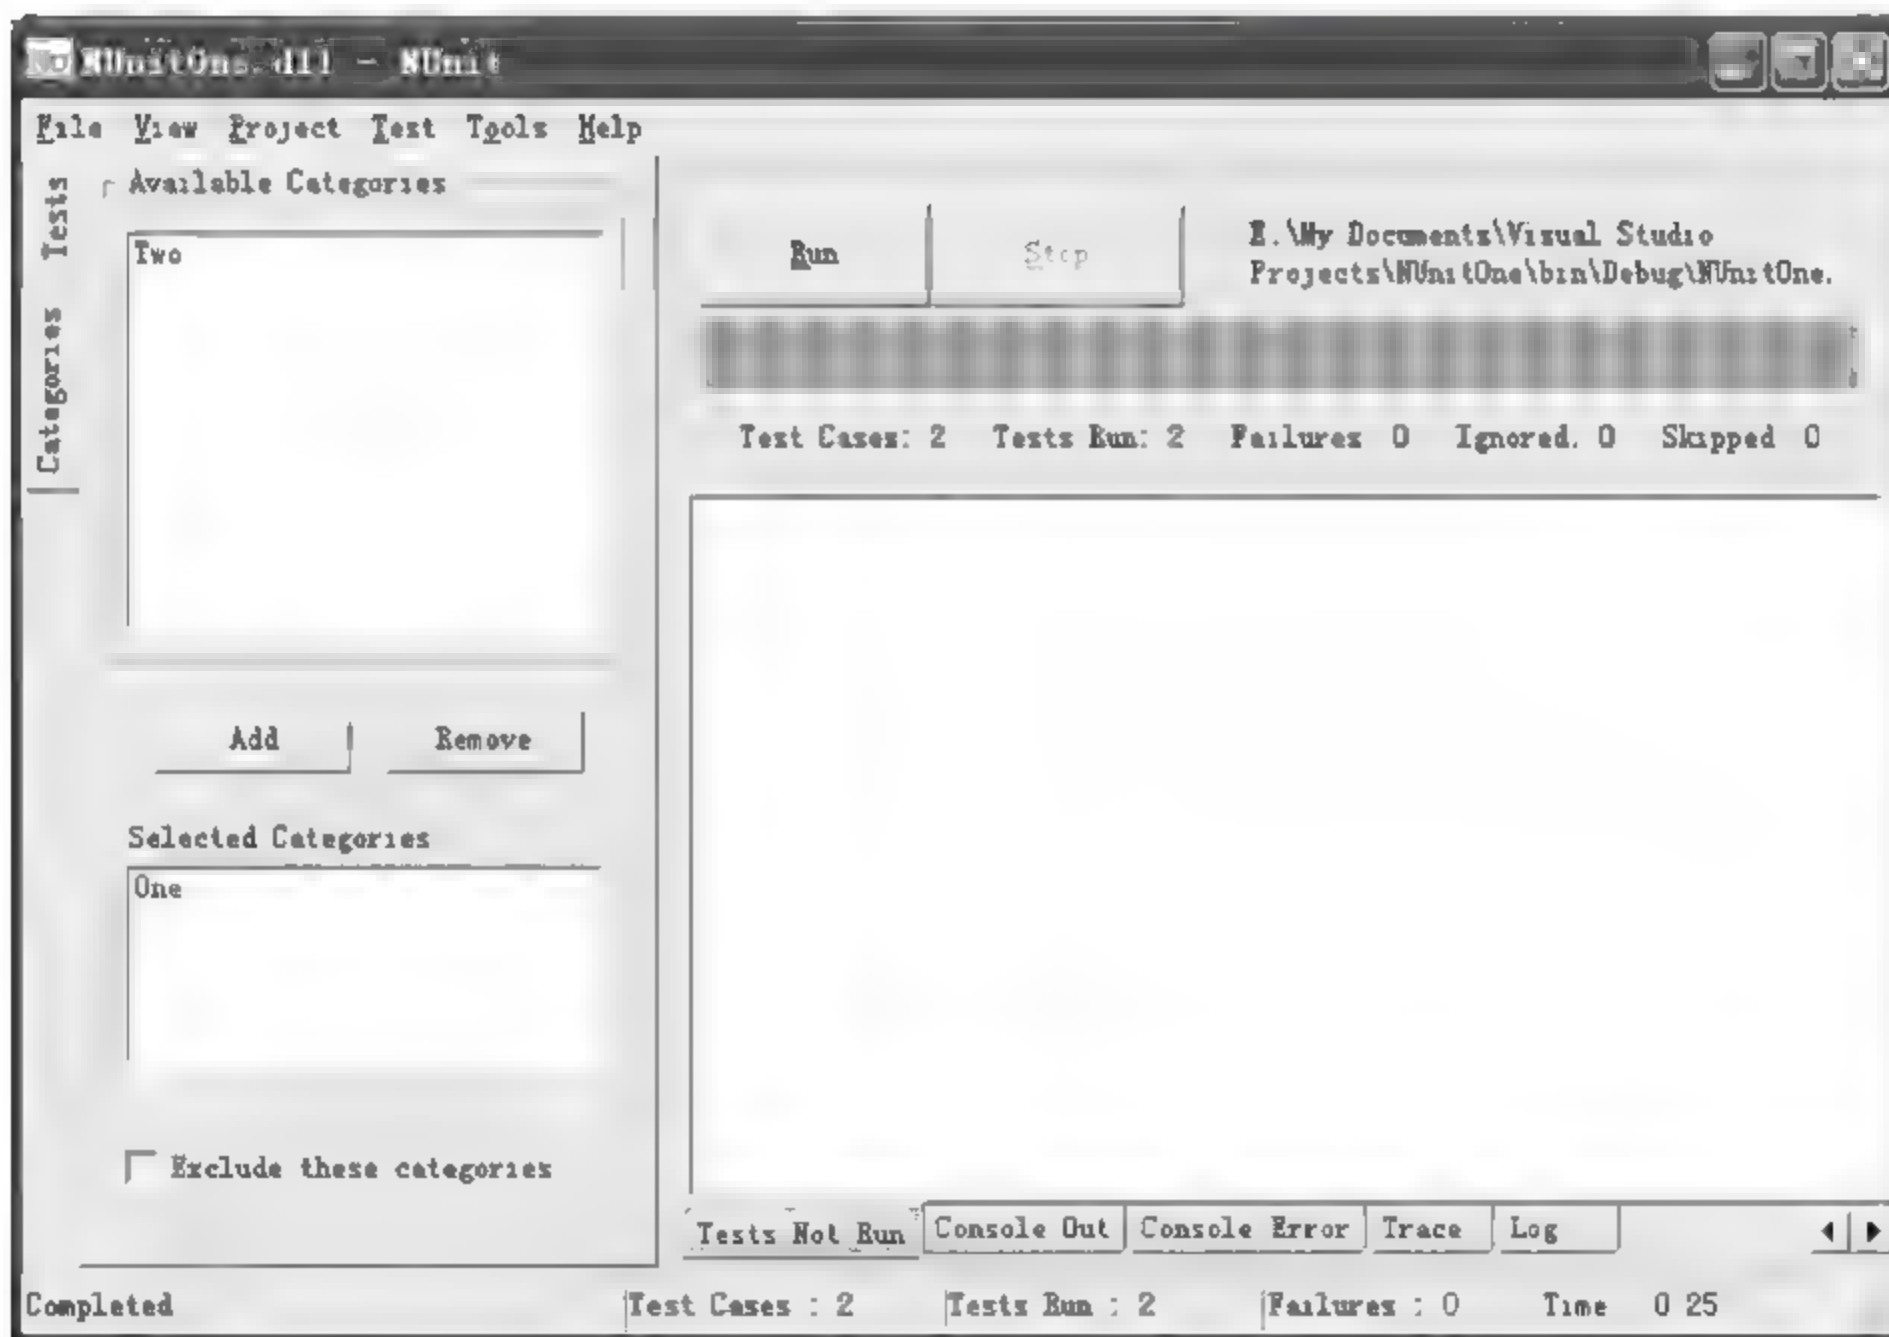 NUnitOne.dll - NUnit
File View Project Test Tools Help
Tests
Categories
Available Categories
Two
Add Remove
Selected Categories
One
Exclude these categories
Run Stop
E:\My Documents\Visual Studio
Projects\NUnitOne\bin\Debug\NUnitOne.
Test Cases: 2 Tests Run: 2 Failures 0 Ignored. 0 Skipped 0
Tests Not Run Console Out Console Error Trace Log
Completed Test Cases : 2 Tests Run : 2 Failures : 0 Time 0 25